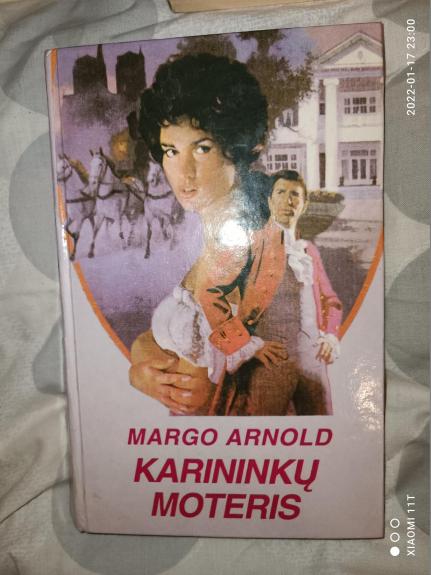 MARGO ARNOLD
KARININKŲ
MOTERIS
2022-01-17 23:00
XIAOMI 11T